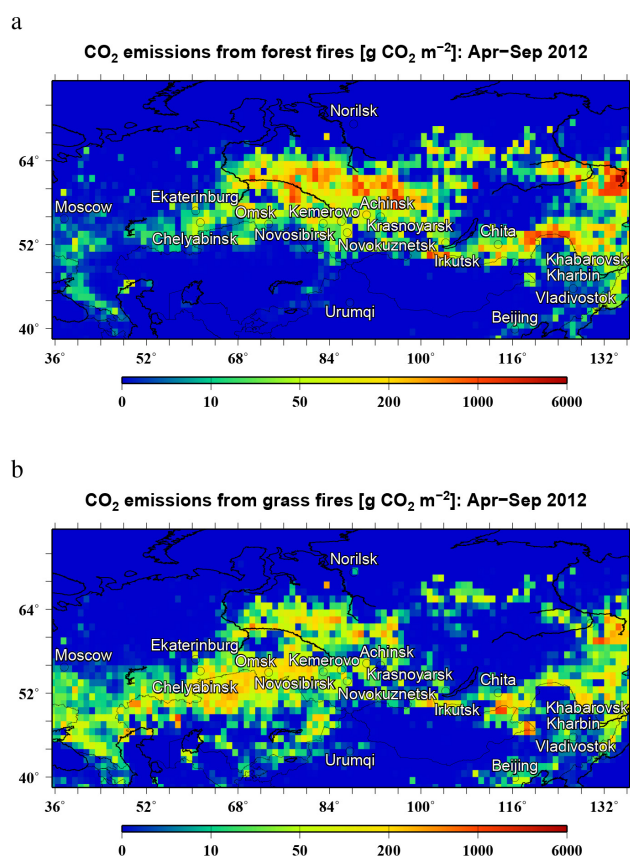 a
CO₂ emissions from forest fires [g CO₂ m⁻²]: Apr−Sep 2012
Norilsk
64°
Ekaterinburg
Achinsk
Moscow
Omsk Kemerovo
Krasnoyarsk
Chita
Chelyabinsk
Novosibirsk
Novokuznetsk
52°
Irkutsk
Khabarovsk
Kharbin
Vladivostok
Urumqi
Beijing
40°
36° 52° 68° 84° 100° 116° 132°
0 10 50 200 1000 6000
b
CO₂ emissions from grass fires [g CO₂ m⁻²]: Apr−Sep 2012
Norilsk
64°
Ekaterinburg
Achinsk
Moscow
Omsk Kemerovo
Krasnoyarsk
Chita
Chelyabinsk
Novosibirsk
Novokuznetsk
52°
Irkutsk
Khabarovsk
Kharbin
Vladivostok
Urumqi
Beijing
40°
36° 52° 68° 84° 100° 116° 132°
0 10 50 200 1000 6000